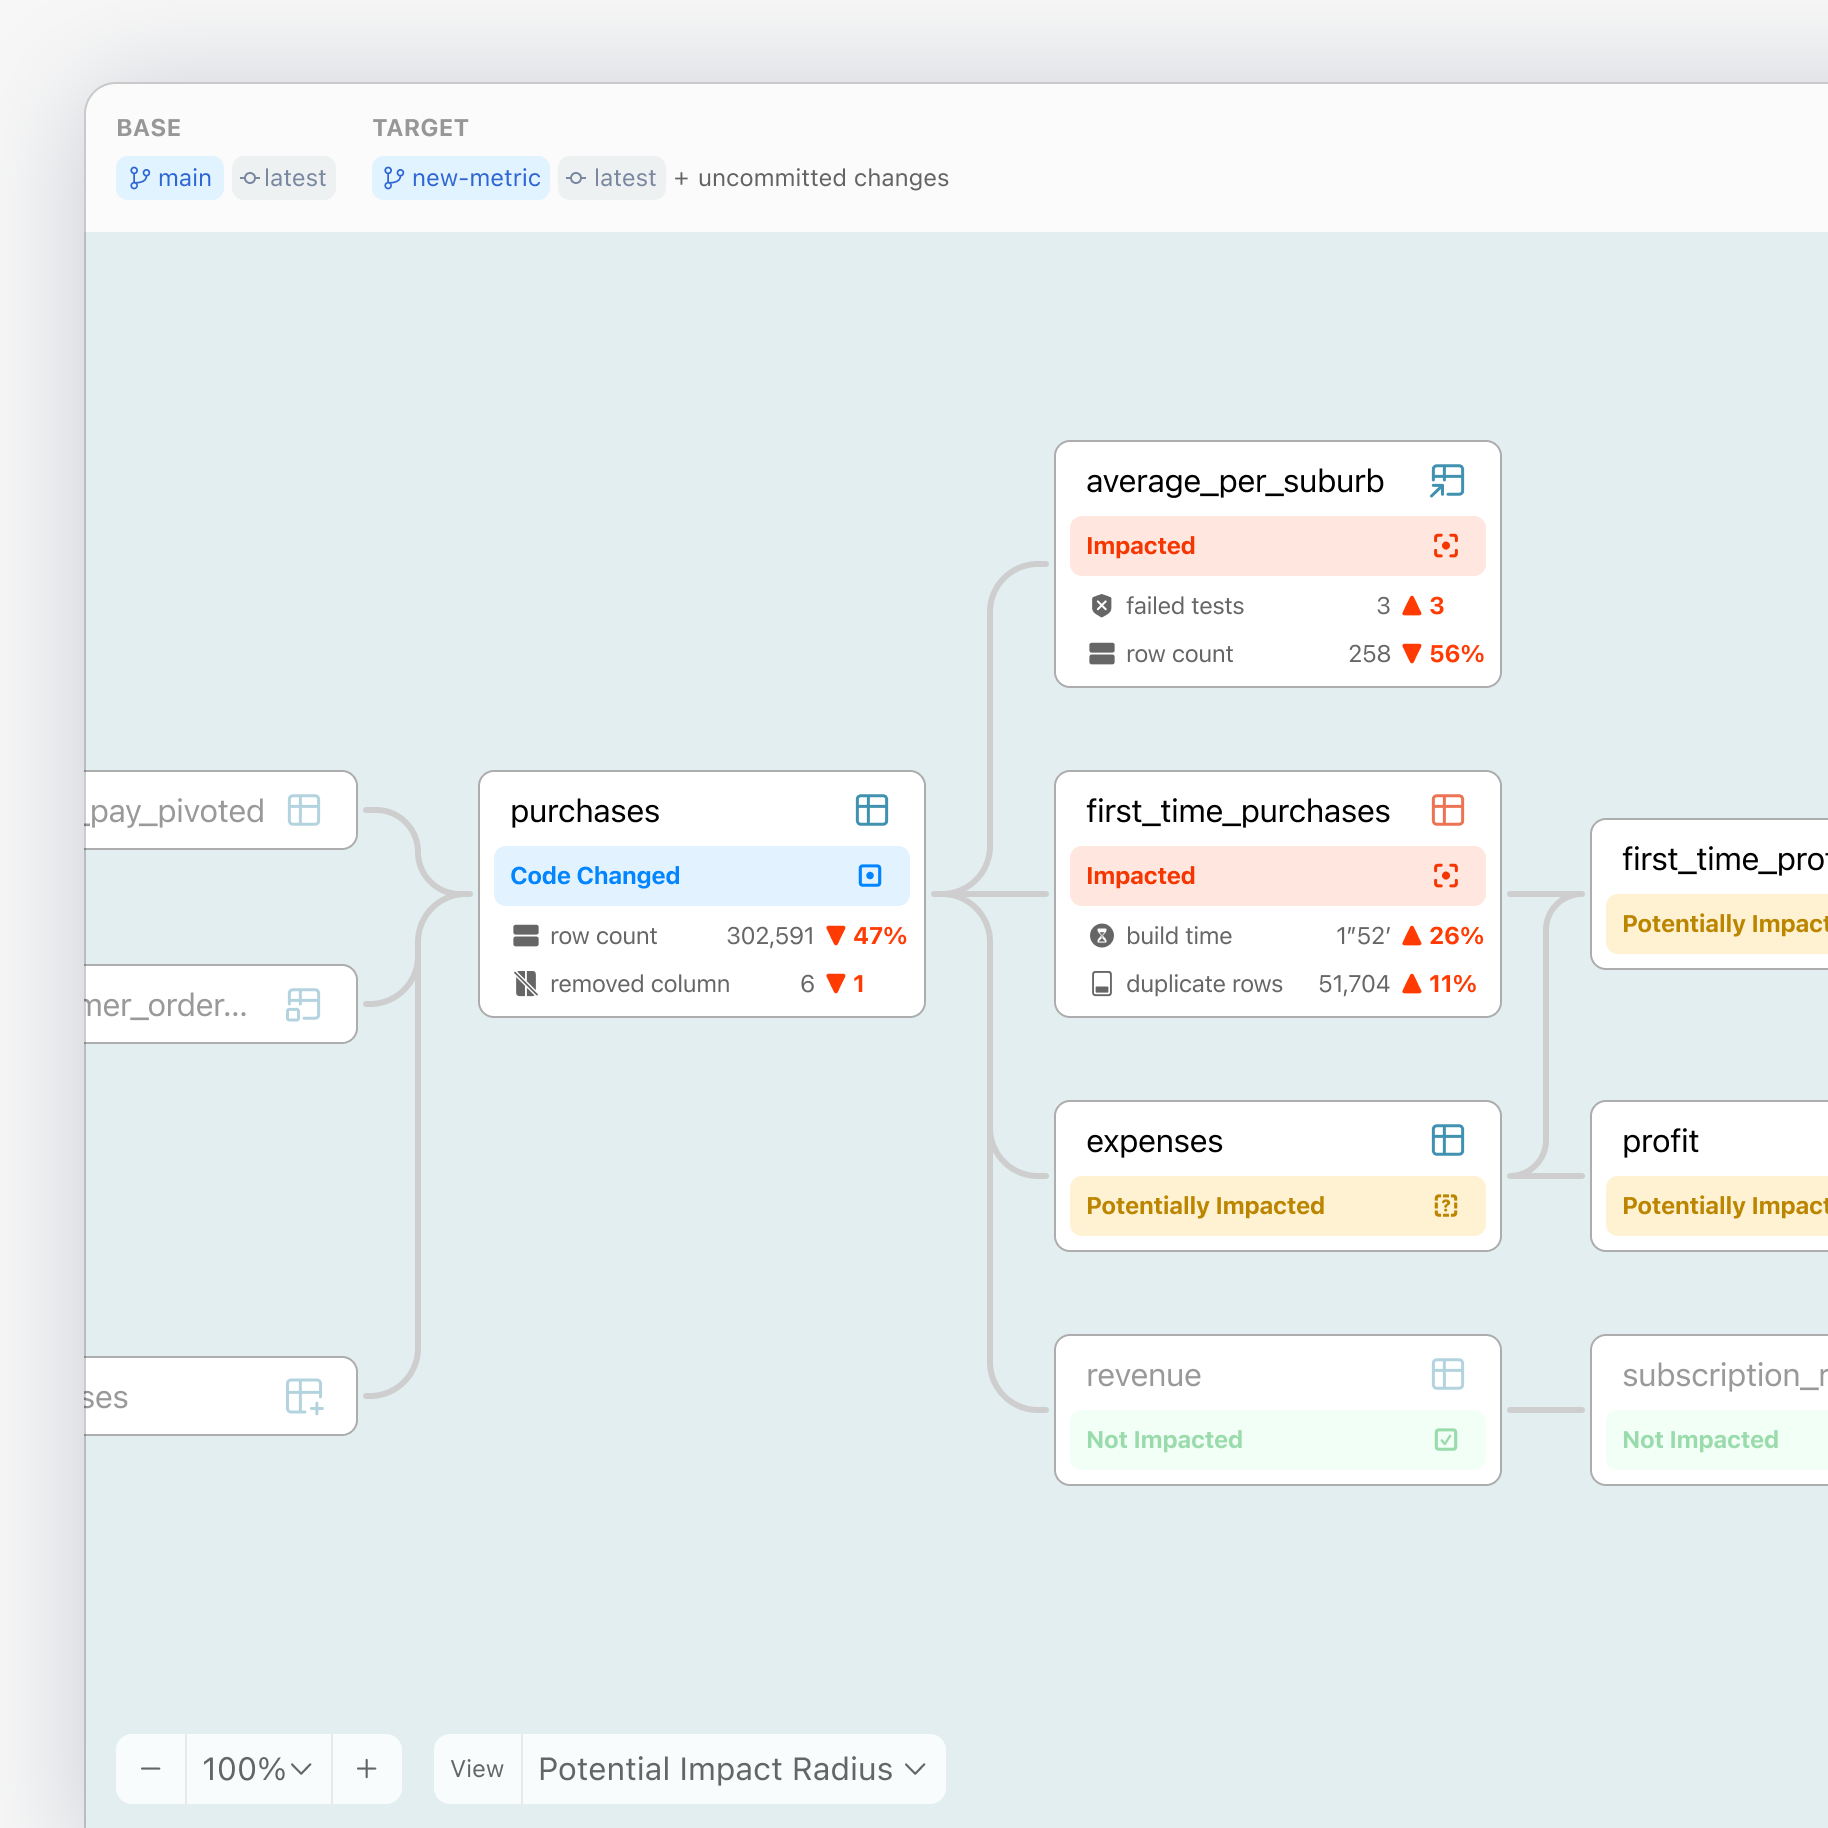 BASE
TARGET
main
latest
new-metric
latest
+ uncommitted changes
average_per_suburb
Impacted
failed tests 3 ▲ 3
row count 258 ▼ 56%
_pay_pivoted
mer_order...
ses
purchases
Code Changed
row count 302,591 ▼ 47%
removed column 6 ▼ 1
first_time_purchases
Impacted
build time 1”52’ ▲ 26%
duplicate rows 51,704 ▲ 11%
expenses
Potentially Impacted
revenue
Not Impacted
first_time_prof
Potentially Impact
profit
Potentially Impact
subscription_r
Not Impacted
− 100% +
View Potential Impact Radius